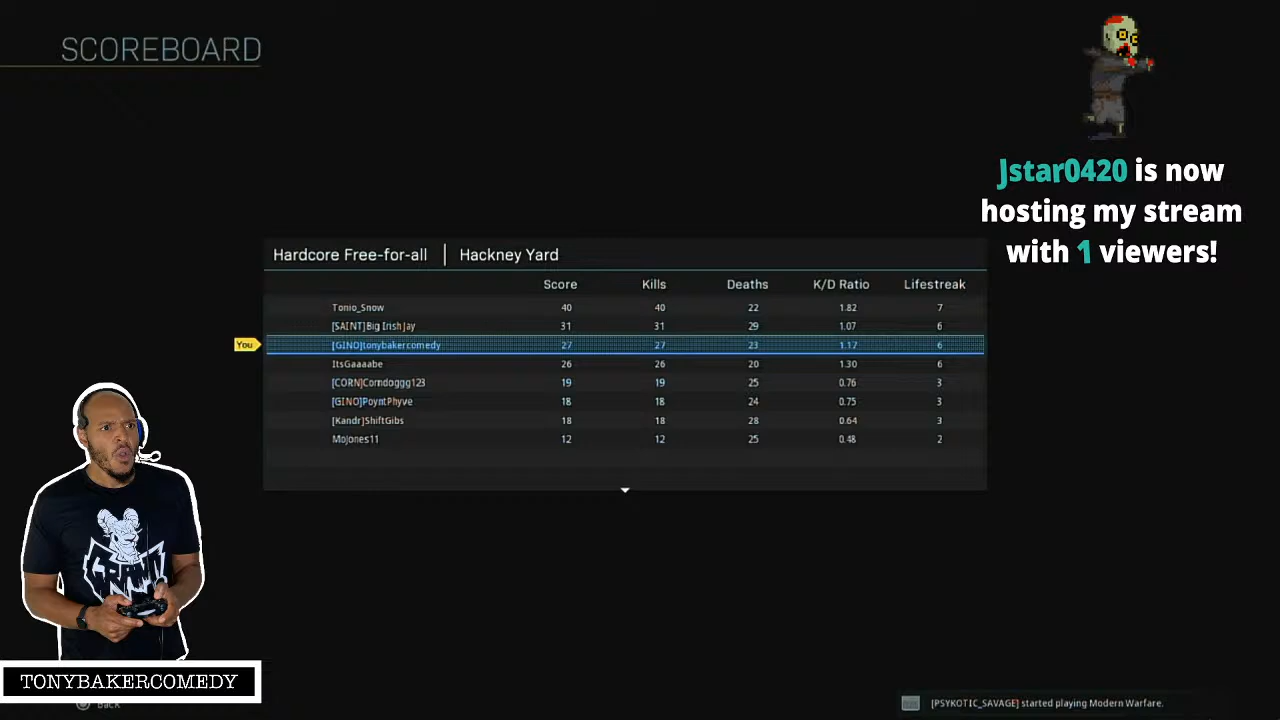 SCOREBOARD
Jstar0420 is now
hosting my stream
with 1 viewers!
Hardcore Free-for-all | Hackney Yard
Score Kills Deaths K/D Ratio Lifestreak
Tonio_Snow 40 40 22 1.82 7
[SAINT]Big Irish Jay 31 31 29 1.07 6
You [GINO]tonybakercomedy 27 27 23 1.17 6
ItsGaaaabe 26 26 20 1.30 6
[CORN]Corndoggg123 19 19 25 0.76 3
[GINO]PoyntPhyve 18 18 24 0.75 3
[Kandr]ShiftGibs 18 18 28 0.64 3
MoJones11 12 12 25 0.48 2
TONYBAKERCOMEDY
Back
[PSYKOTIC_SAVAGE] started playing Modern Warfare.